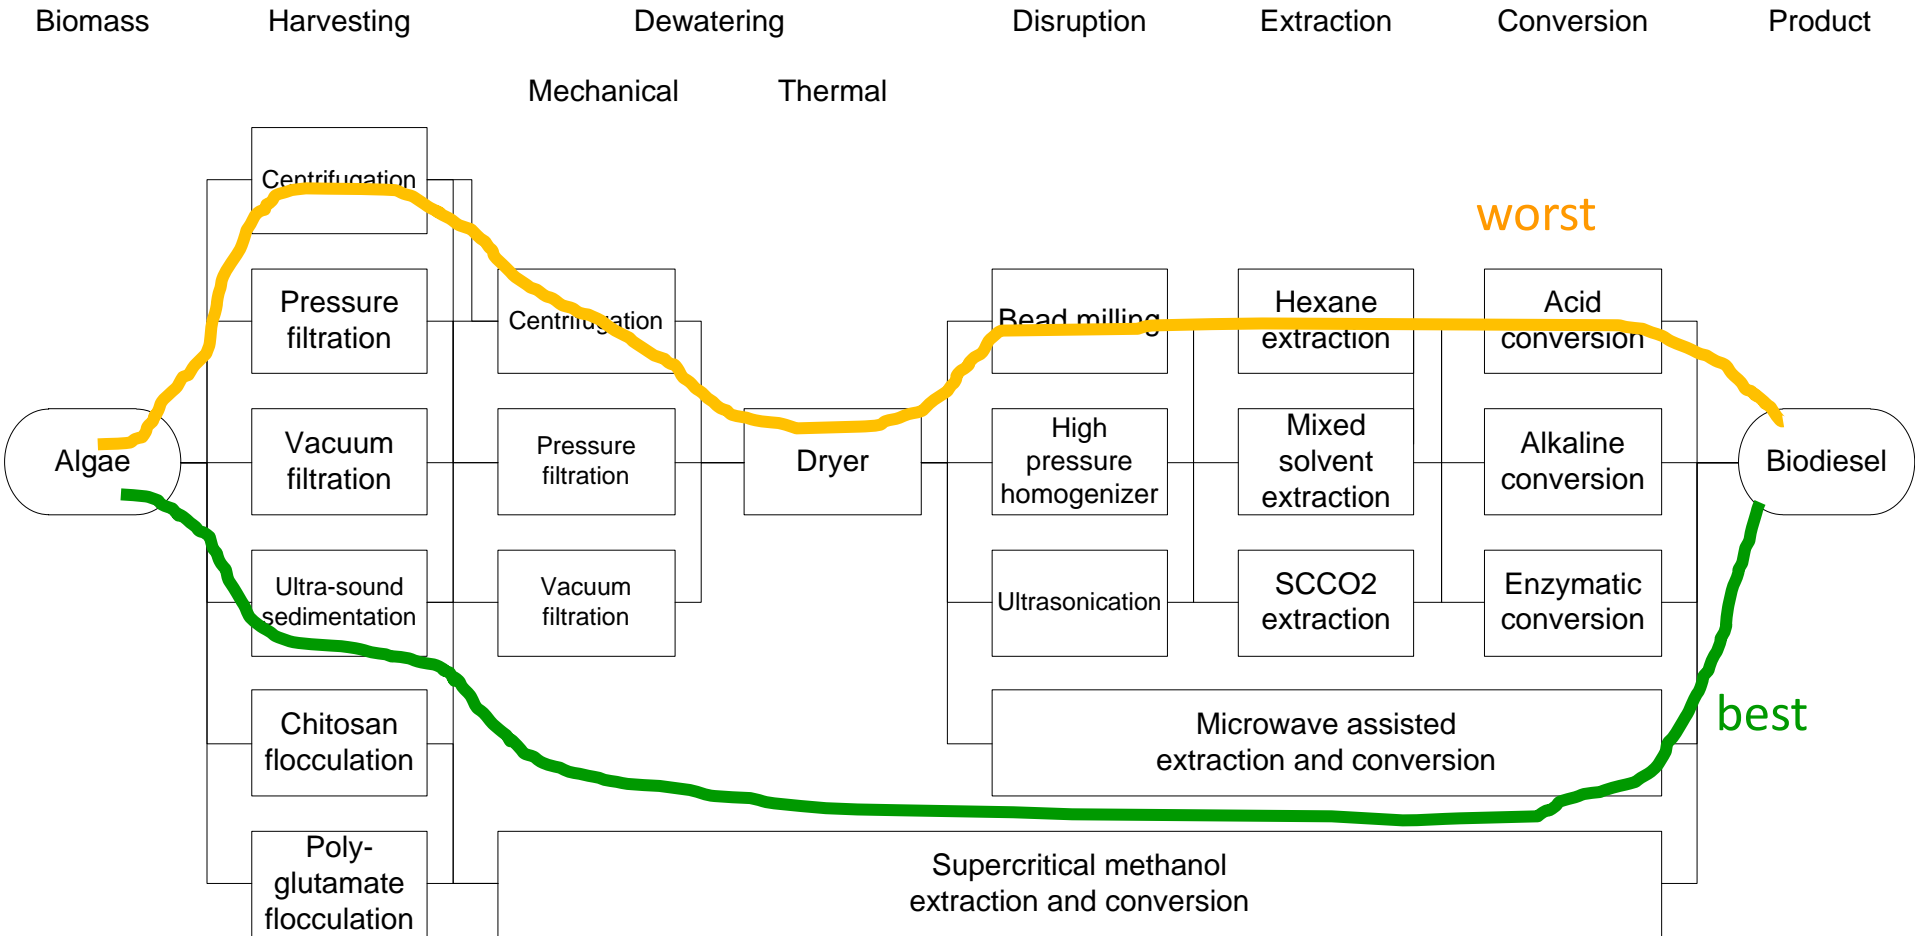 Biomass
Harvesting
Dewatering
Disruption
Extraction
Conversion
Product
Mechanical
Thermal
Centrifugation
Pressure
filtration
Vacuum
filtration
Ultra-sound
sedimentation
Chitosan
flocculation
Poly-
glutamate
flocculation
Algae
Centrifugation
Pressure
filtration
Vacuum
filtration
Dryer
Bead milling
High
pressure
homogenizer
Ultrasonication
Hexane
extraction
Mixed
solvent
extraction
SCCO2
extraction
worst
Acid
conversion
Alkaline
conversion
Enzymatic
conversion
Biodiesel
best
Microwave assisted
extraction and conversion
Supercritical methanol
extraction and conversion